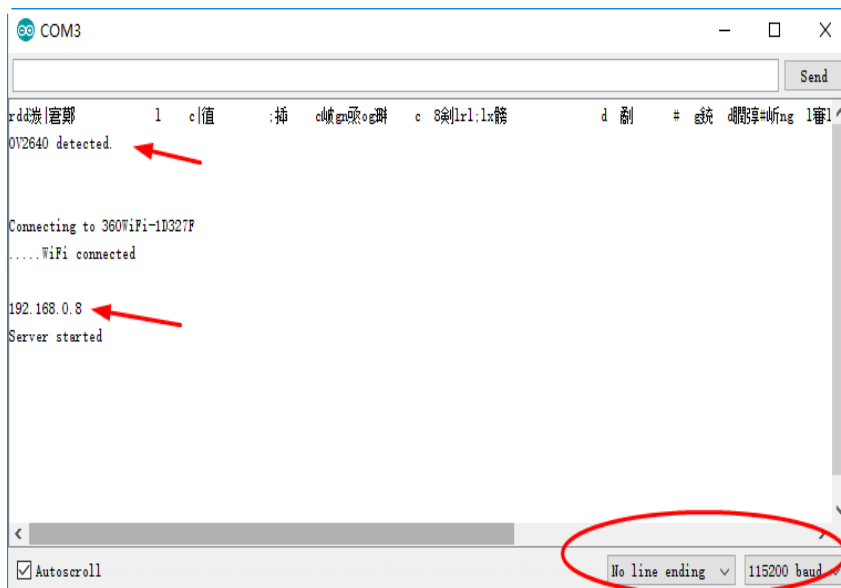 COM3
Send
OV2640 detected.
Connecting to 360WiFi-1D327F
.....WiFi connected
192.168.0.8
Server started
Autoscroll
No line ending
115200 baud